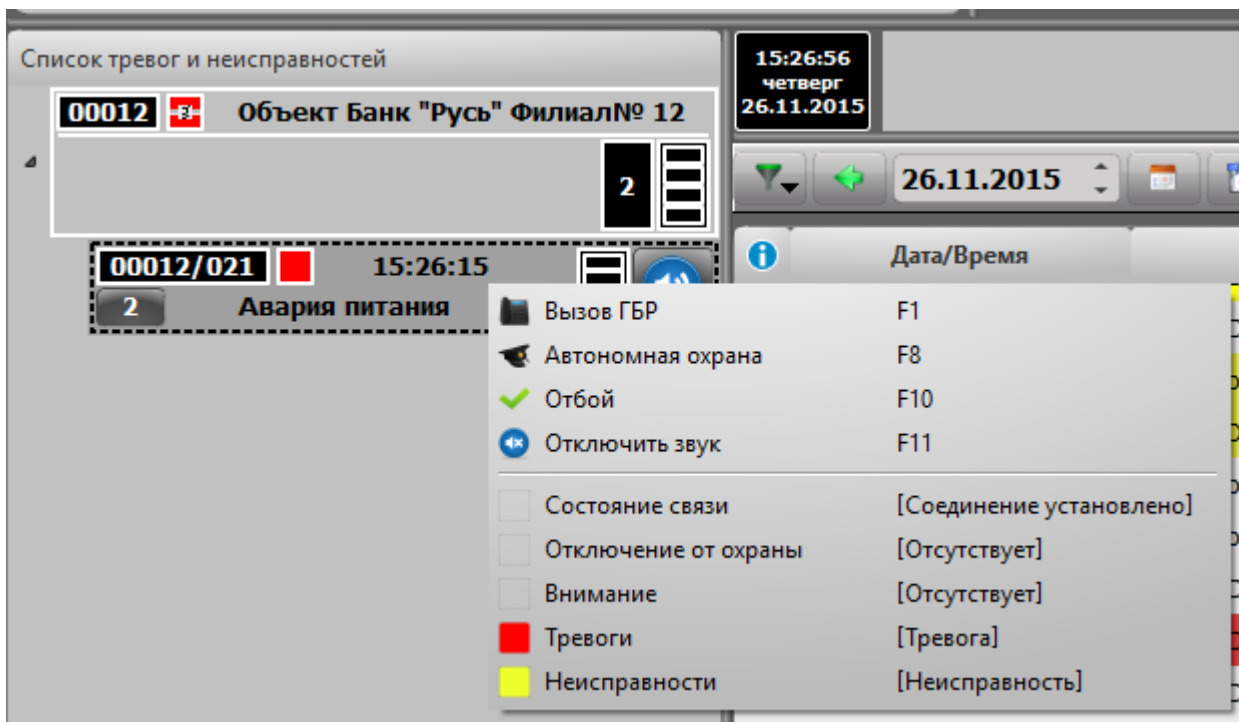 Список тревог и неисправностей
00012 Объект Банк "Русь" Филиал№ 12
2
00012/021 15:26:15
2 Авария питания
15:26:56
четверг
26.11.2015
26.11.2015
Дата/Время
Вызов ГБР F1
Автономная охрана F8
Отбой F10
Отключить звук F11
Состояние связи [Соединение установлено]
Отключение от охраны [Отсутствует]
Внимание [Отсутствует]
Тревоги [Тревога]
Неисправности [Неисправность]